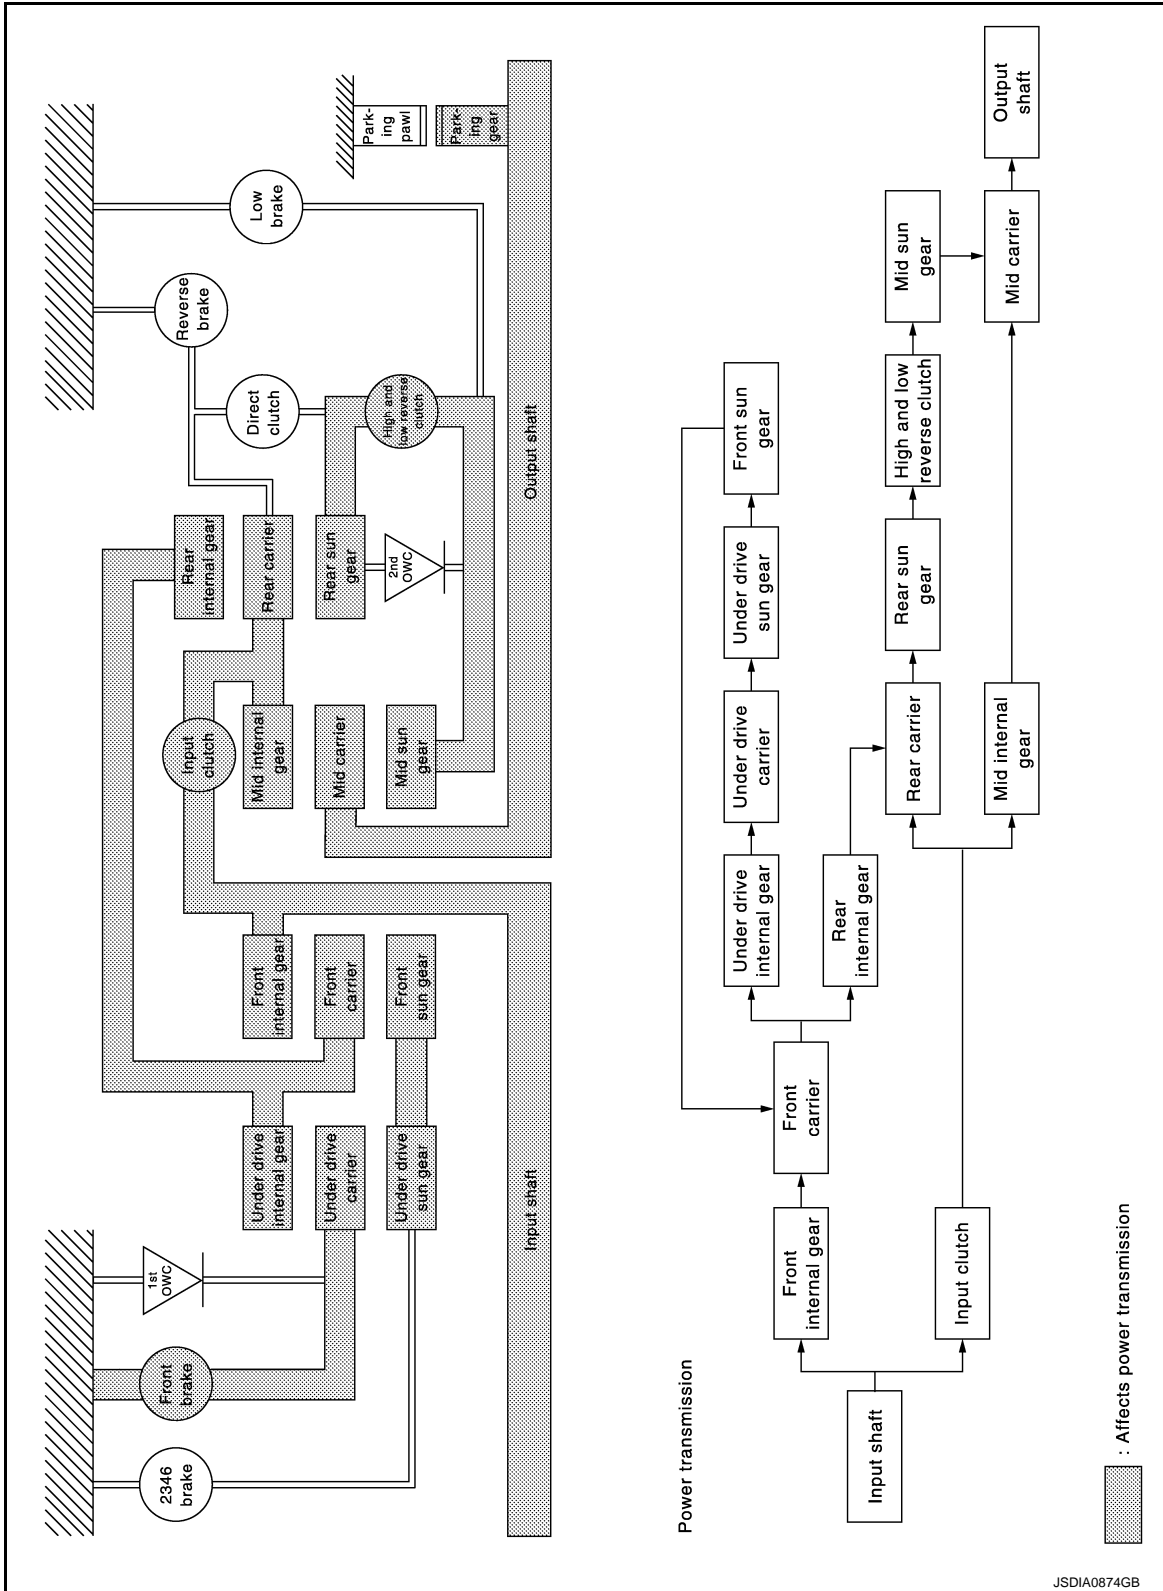 2346
brake
Front
brake
1st
OWC
Under drive
internal gear
Under drive
carrier
Under drive
sun gear
Front
internal gear
Front
carrier
Front
sun gear
Input shaft
Input
clutch
Mid internal
gear
Mid carrier
Mid sun
gear
Rear
internal gear
Rear carrier
Rear sun
gear
2nd
OWC
Direct
clutch
High and
low reverse
clutch
Reverse
brake
Low
brake
Park-
ing
pawl
Park-
ing
gear
Output shaft
Power transmission
Input shaft
Front
internal gear
Input clutch
Front
carrier
Under drive
internal gear
Rear
internal gear
Under drive
carrier
Rear carrier
Mid internal
gear
Under drive
sun gear
Rear sun
gear
Front sun
gear
High and low
reverse clutch
Mid sun
gear
Mid carrier
Output
shaft
: Affects power transmission
JSDIA0874GB